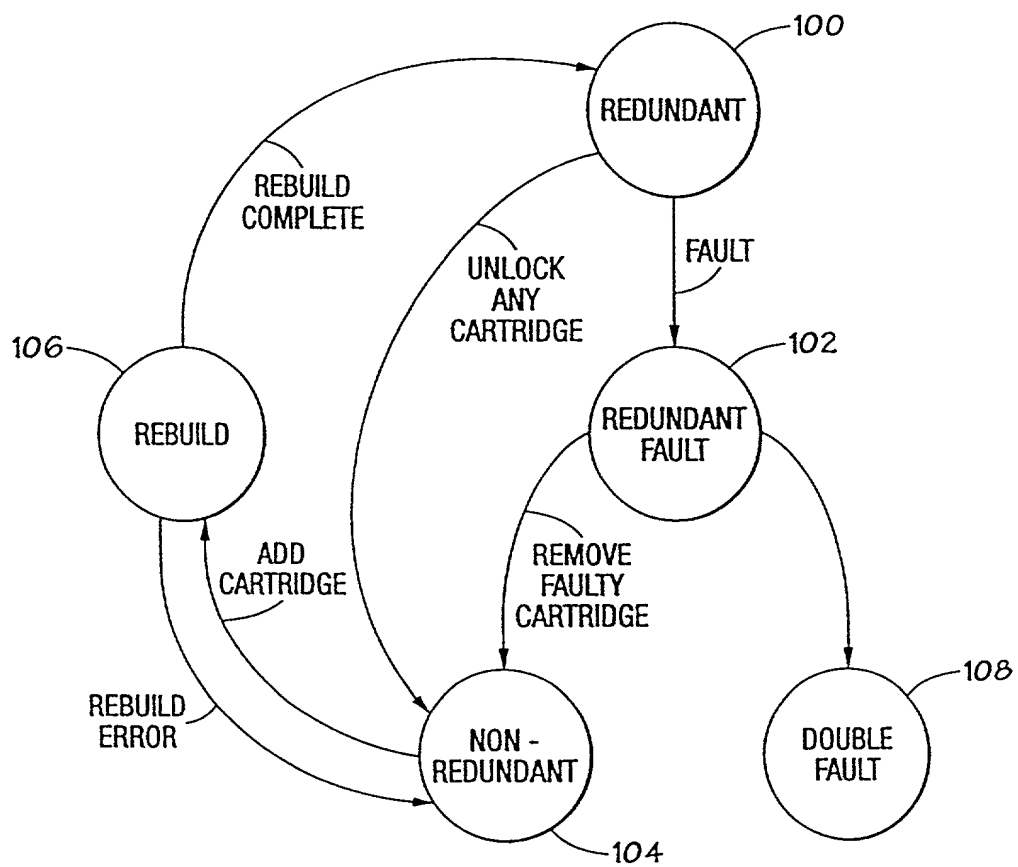 100
REDUNDANT
REBUILD
COMPLETE
UNLOCK
ANY
CARTRIDGE
FAULT
106
102
REBUILD
REDUNDANT
FAULT
ADD
CARTRIDGE
REMOVE
FAULTY
CARTRIDGE
REBUILD
ERROR
108
NON -
REDUNDANT
DOUBLE
FAULT
104